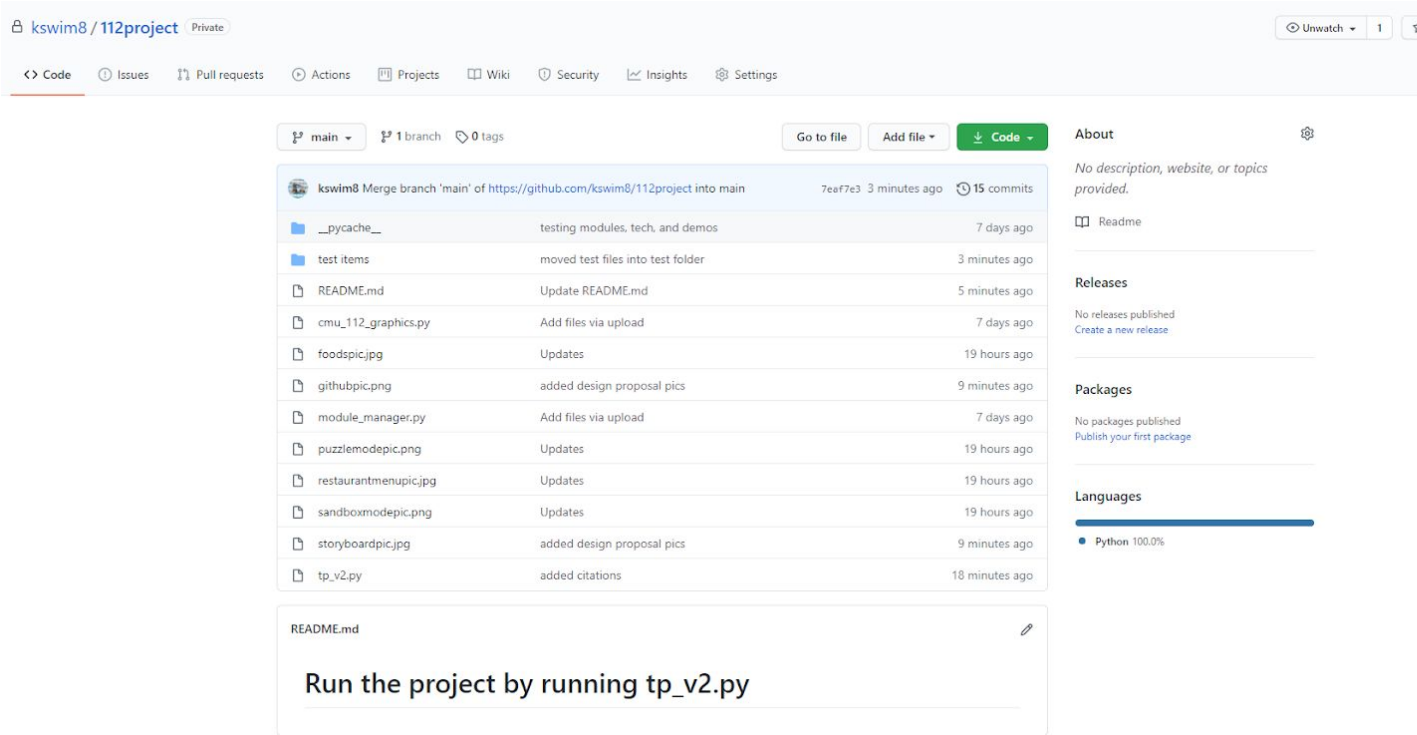 kswim8 / 112project Private
Unwatch 1
Code Issues Pull requests Actions Projects Wiki Security Insights Settings
main 1 branch 0 tags Go to file Add file Code
kswim8 Merge branch 'main' of https://github.com/kswim8/112project into main 7eaf7e3 3 minutes ago 15 commits
__pycache__ testing modules, tech, and demos 7 days ago
test items moved test files into test folder 3 minutes ago
README.md Update README.md 5 minutes ago
cmu_112_graphics.py Add files via upload 7 days ago
foodspic.jpg Updates 19 hours ago
githubpic.png added design proposal pics 9 minutes ago
module_manager.py Add files via upload 7 days ago
puzzlemodepic.png Updates 19 hours ago
restaurantmenupic.jpg Updates 19 hours ago
sandboxmodepic.png Updates 19 hours ago
storyboardpic.jpg added design proposal pics 9 minutes ago
tp_v2.py added citations 18 minutes ago
README.md
Run the project by running tp_v2.py
About
No description, website, or topics
provided.
Readme
Releases
No releases published
Create a new release
Packages
No packages published
Publish your first package
Languages
Python 100.0%